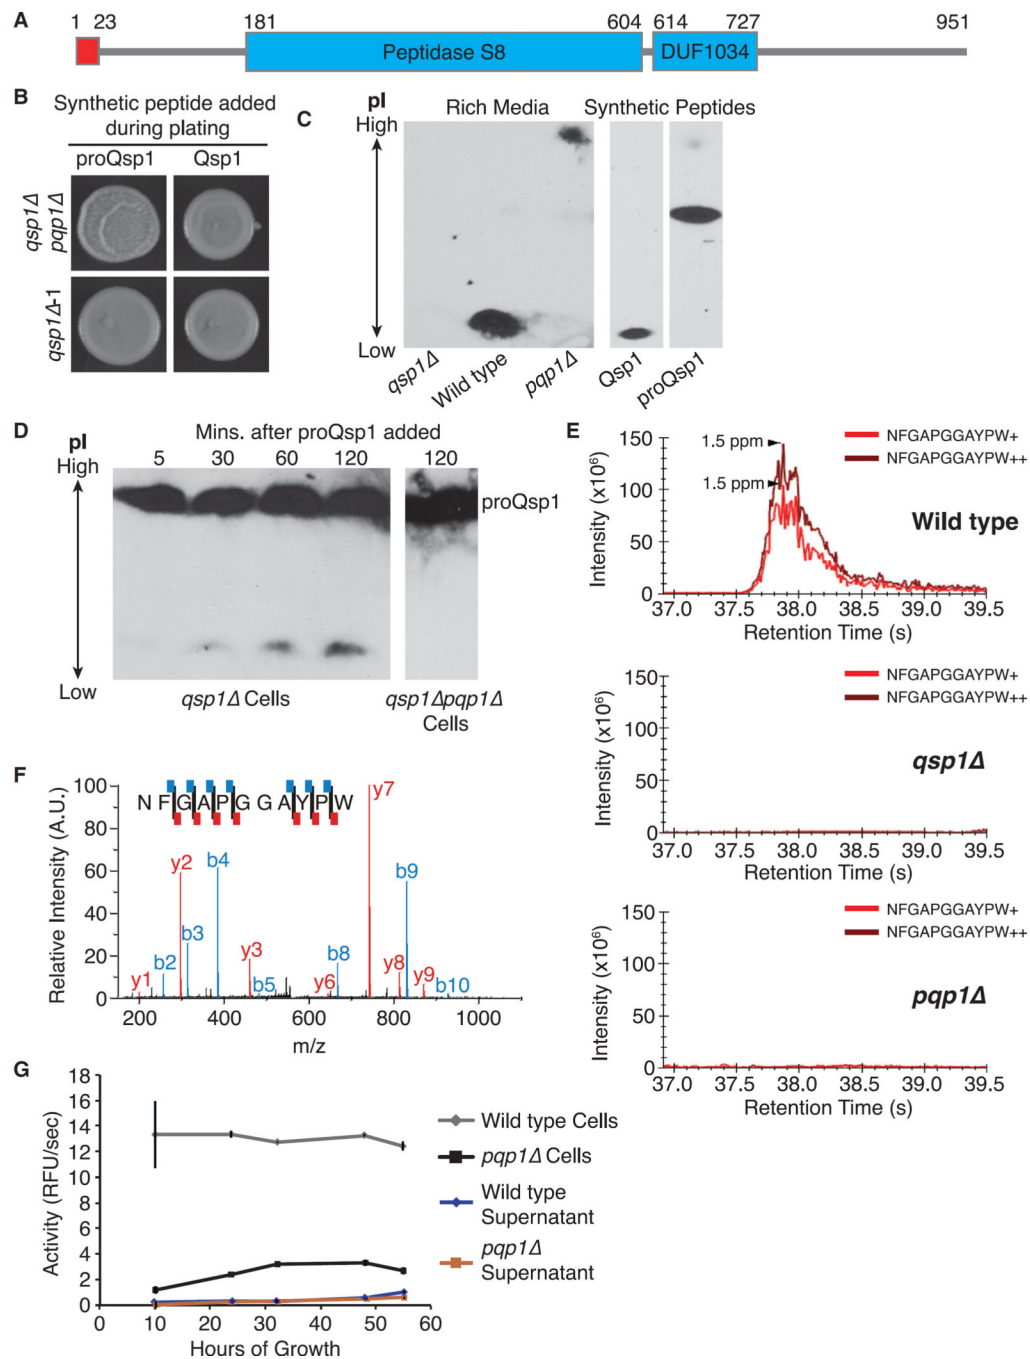 A
1 23 181 604 614 727 951
Peptidase S8 DUF1034
B
Synthetic peptide added
during plating
proQsp1 Qsp1
qsp1Δ
pqp1Δ
qsp1Δ-1
C
pI
High
Low
Rich Media Synthetic Peptides
qsp1Δ Wild type pqp1Δ Qsp1 proQsp1
D
Mins. after proQsp1 added
pI
High
Low
5 30 60 120 120
proQsp1
qsp1Δ Cells
qsp1Δpqp1Δ
Cells
E
NFGAPGGAYPW+
NFGAPGGAYPW++
1.5 ppm
1.5 ppm
Wild type
Intensity (x10⁶)
150
100
50
0
37.0 37.5 38.0 38.5 39.0 39.5
Retention Time (s)
NFGAPGGAYPW+
NFGAPGGAYPW++
qsp1Δ
Intensity (x10⁶)
150
100
50
0
37.0 37.5 38.0 38.5 39.0 39.5
Retention Time (s)
NFGAPGGAYPW+
NFGAPGGAYPW++
pqp1Δ
Intensity (x10⁶)
150
100
50
0
37.0 37.5 38.0 38.5 39.0 39.5
Retention Time (s)
F
N F G A P G G A Y P W
Relative Intensity (A.U.)
100
80
60
40
20
0
y1 b2 y2 b3 b4 y3 b5 y6 b8 y7 y8 b9 y9 b10
200 400 600 800 1000
m/z
G
Activity (RFU/sec)
18
16
14
12
10
8
6
4
2
0
0 10 20 30 40 50 60
Hours of Growth
Wild type Cells
pqp1Δ Cells
Wild type
Supernatant
pqp1Δ
Supernatant